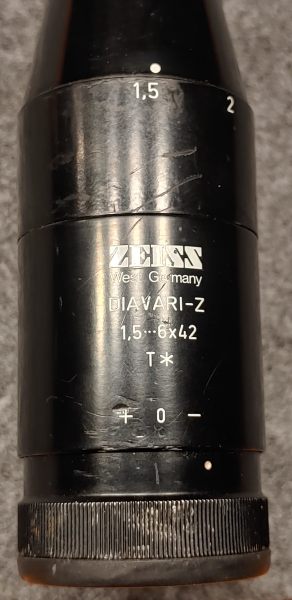 1,5 2
ZEISS
West Germany
DIAVARI-Z
1,5···6x42
T*
+ 0 −